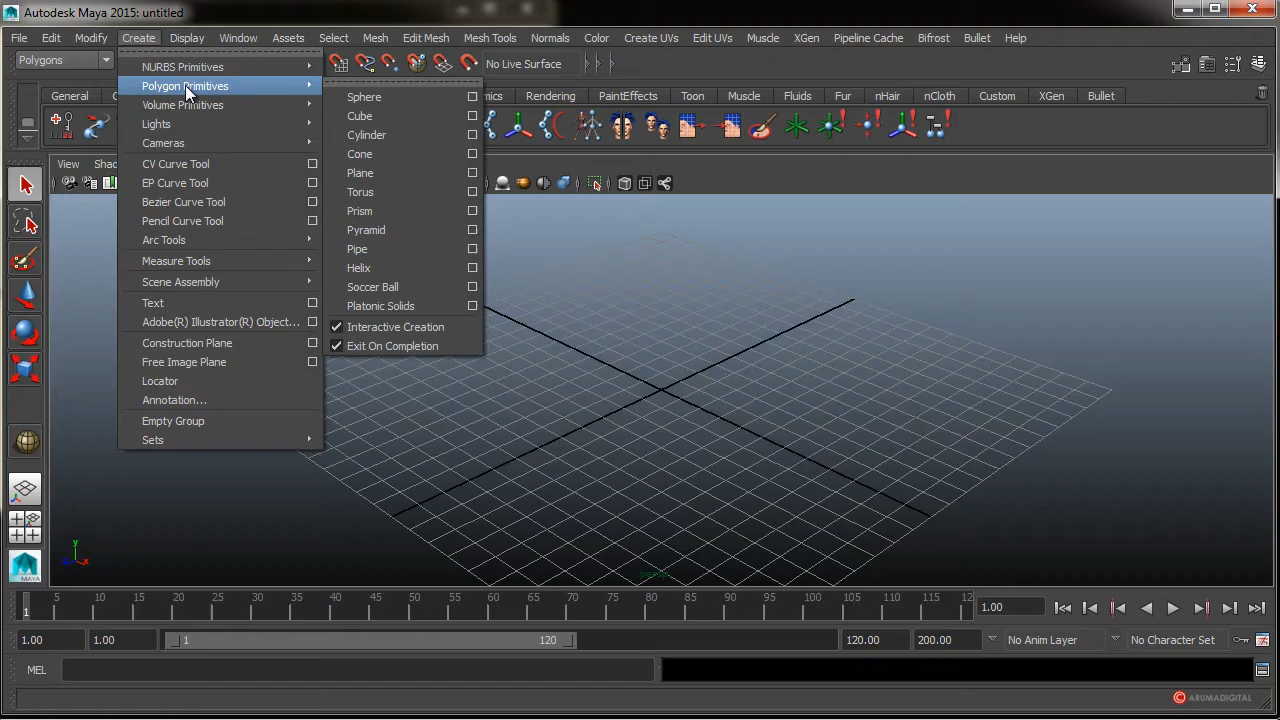 Autodesk Maya 2015: untitled
File Edit Modify Create Display Window Assets Select Mesh Edit Mesh Mesh Tools Normals Color Create UVs Edit UVs Muscle XGen Pipeline Cache Bifrost Bullet Help
Polygons No Live Surface
General C mics Rendering PaintEffects Toon Muscle Fluids Fur nHair nCloth Custom XGen Bullet
View Shad
NURBS Primitives
Polygon Primitives
Volume Primitives
Lights
Cameras
CV Curve Tool
EP Curve Tool
Bezier Curve Tool
Pencil Curve Tool
Arc Tools
Measure Tools
Scene Assembly
Text
Adobe(R) Illustrator(R) Object...
Construction Plane
Free Image Plane
Locator
Annotation...
Empty Group
Sets
Sphere
Cube
Cylinder
Cone
Plane
Torus
Prism
Pyramid
Pipe
Helix
Soccer Ball
Platonic Solids
Interactive Creation
Exit On Completion
y
x
persp
MAYA
1 5 10 15 20 25 30 35 40 45 50 55 60 65 70 75 80 85 90 95 100 105 110 115 12 1.00
1.00 1.00 1 120 120.00 200.00 No Anim Layer No Character Set
MEL
© ARUMADIGITAL